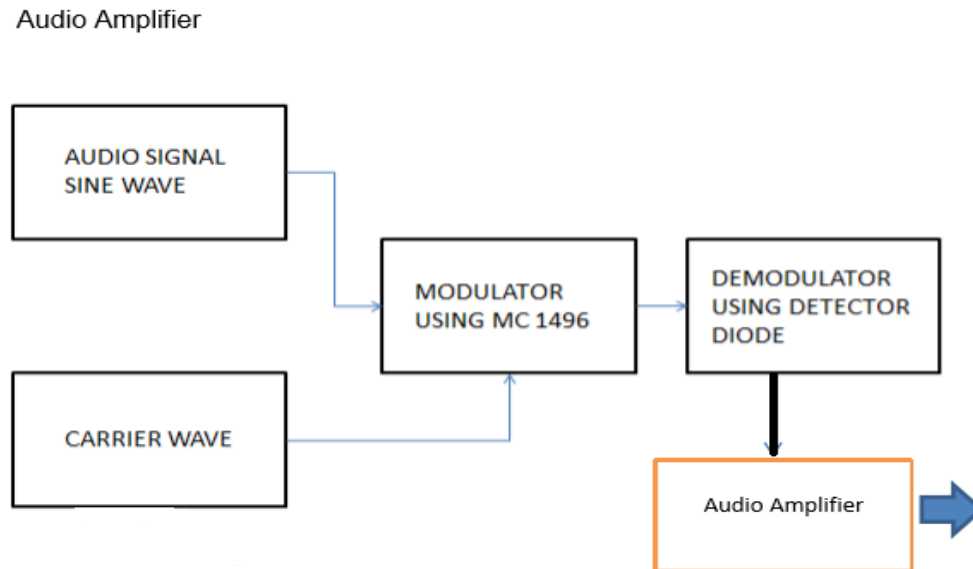 Audio Amplifier
AUDIO SIGNAL
SINE WAVE
MODULATOR
USING MC 1496
DEMODULATOR
USING DETECTOR
DIODE
CARRIER WAVE
Audio Amplifier